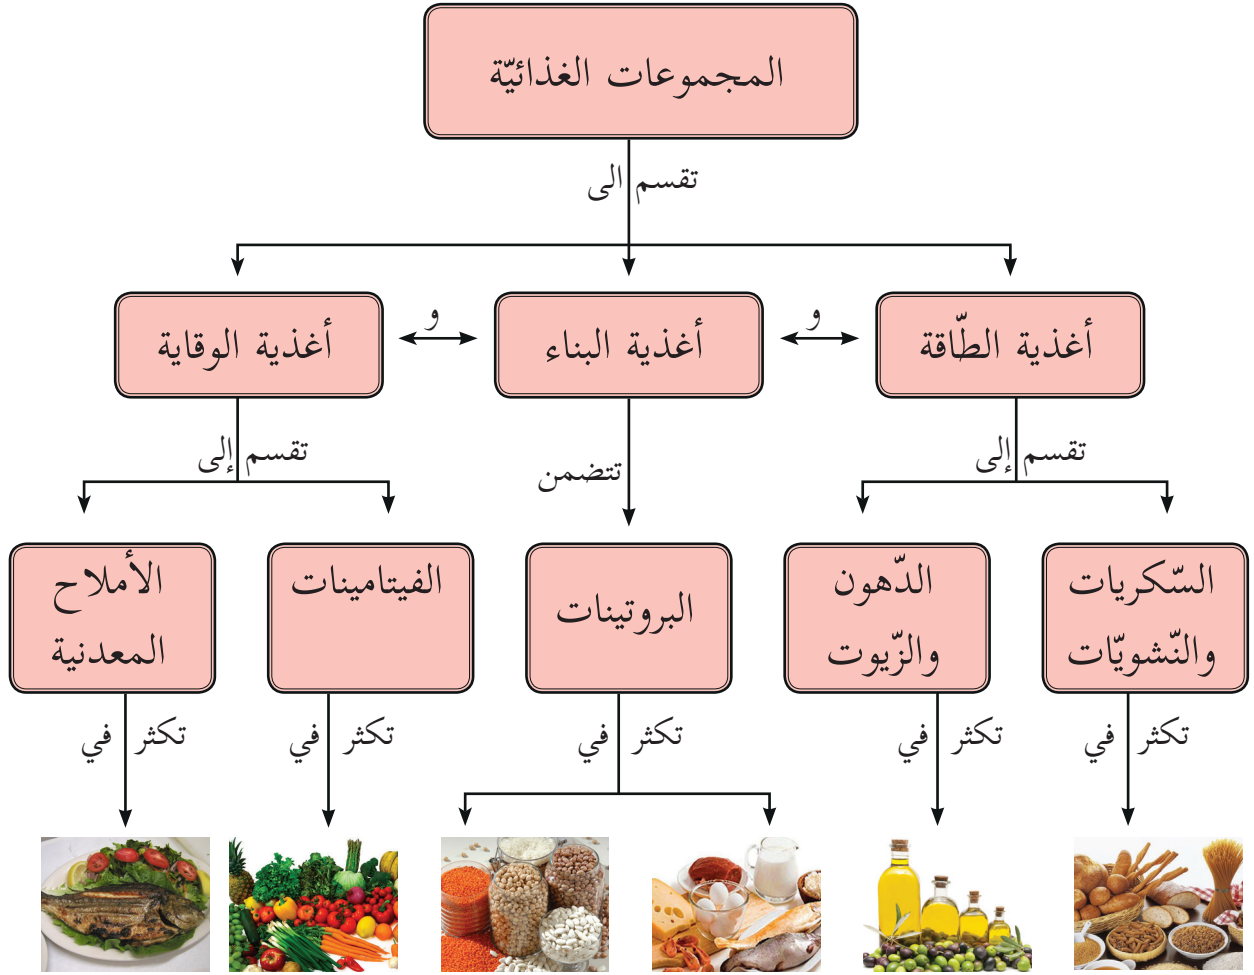 المجموعات الغذائيّة
تقسم الى
أغذية الطّاقة
و
أغذية البناء
و
أغذية الوقاية
تقسم إلى
تتضمن
تقسم إلى
السّكريات
والنّشويّات
الدّهون
والزّيوت
البروتينات
الفيتامينات
الأملاح
المعدنية
تكثر في
تكثر في
تكثر في
تكثر في
تكثر في